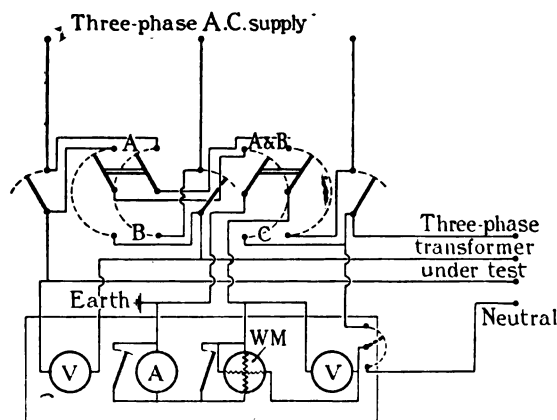 Three-phase A.C. supply
A
A&B
B
C
Three-phase
transformer
under test
Earth
Neutral
WM
V
A
V